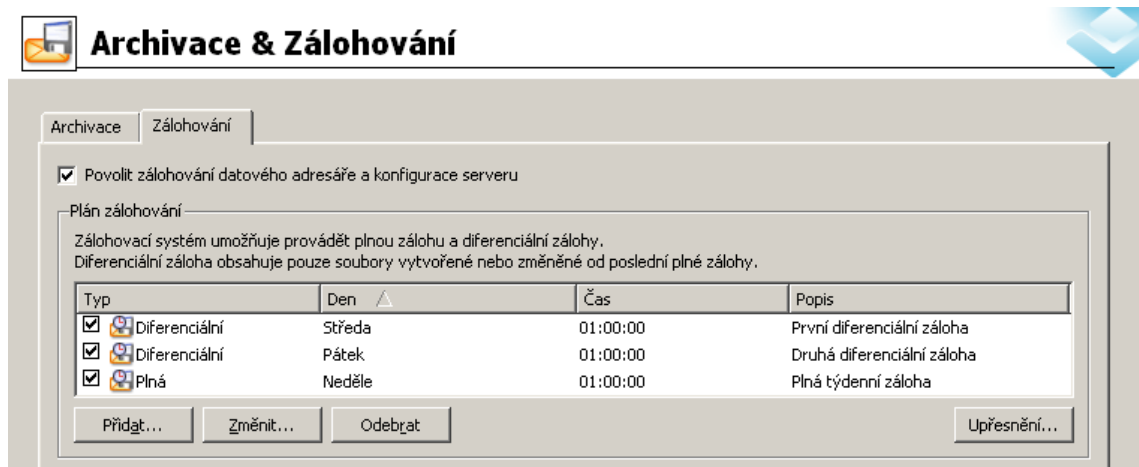 Archivace & Zálohování
Archivace Zálohování
Povolit zálohování datového adresáře a konfigurace serveru
Plán zálohování
Zálohovací systém umožňuje provádět plnou zálohu a diferenciální zálohy.
Diferenciální záloha obsahuje pouze soubory vytvořené nebo změněné od poslední plné zálohy.
Typ Den Čas Popis
Diferenciální Středa 01:00:00 První diferenciální záloha
Diferenciální Pátek 01:00:00 Druhá diferenciální záloha
Plná Neděle 01:00:00 Plná týdenní záloha
Přidat... Změnit... Odebrat Upřesnění...